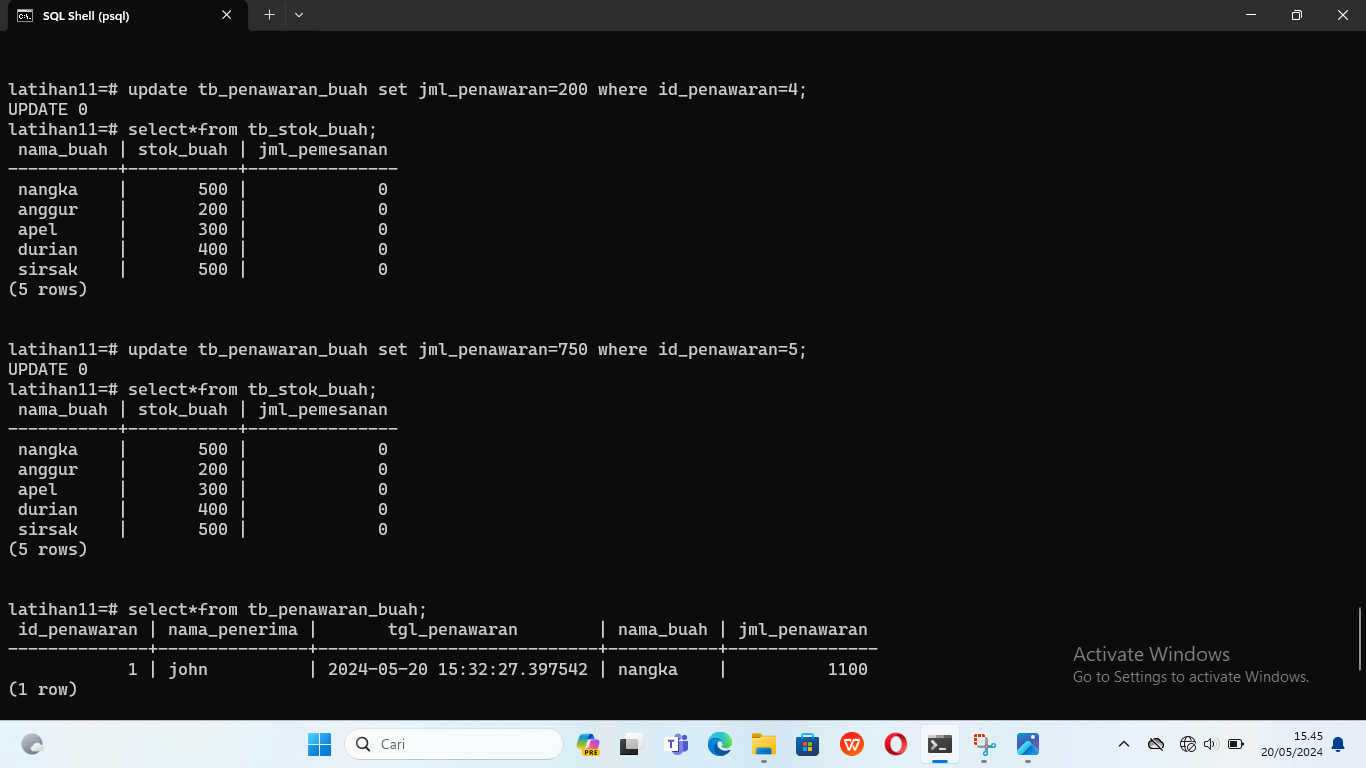 SQL Shell (psql)
latihan11=# update tb_penawaran_buah set jml_penawaran=200 where id_penawaran=4;
UPDATE 0
latihan11=# select*from tb_stok_buah;
 nama_buah | stok_buah | jml_pemesanan
-----------+-----------+---------------
 nangka    |       500 |             0
 anggur    |       200 |             0
 apel      |       300 |             0
 durian    |       400 |             0
 sirsak    |       500 |             0
(5 rows)
latihan11=# update tb_penawaran_buah set jml_penawaran=750 where id_penawaran=5;
UPDATE 0
latihan11=# select*from tb_stok_buah;
 nama_buah | stok_buah | jml_pemesanan
-----------+-----------+---------------
 nangka    |       500 |             0
 anggur    |       200 |             0
 apel      |       300 |             0
 durian    |       400 |             0
 sirsak    |       500 |             0
(5 rows)
latihan11=# select*from tb_penawaran_buah;
 id_penawaran | nama_penerima |       tgl_penawaran        | nama_buah | jml_penawaran
--------------+---------------+----------------------------+-----------+---------------
            1 | john          | 2024-05-20 15:32:27.397542 | nangka    |          1100
(1 row)
Activate Windows
Go to Settings to activate Windows.
Cari
PRE
15.45
20/05/2024